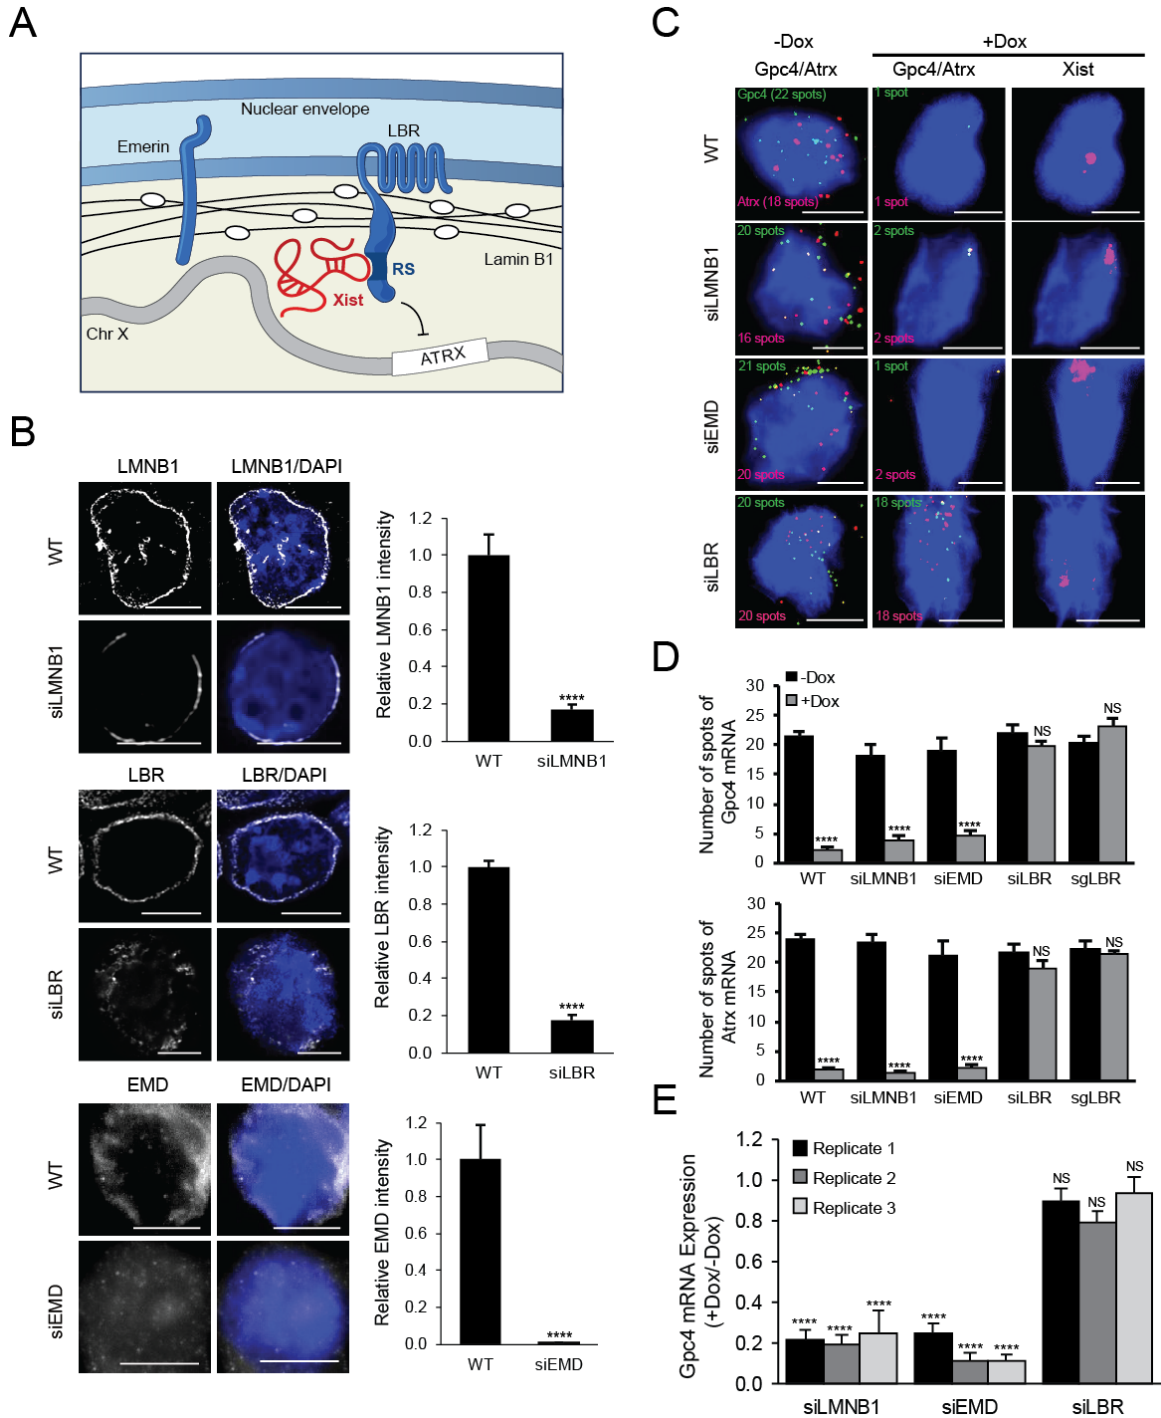 A
Nuclear envelope
Emerin
LBR
Lamin B1
RS
Xist
Chr X
ATRX
B
LMNB1
LMNB1/DAPI
WT
siLMNB1
Relative LMNB1 intensity
1.2
1.0
0.8
0.6
0.4
0.2
0.0
****
WT
siLMNB1
LBR
LBR/DAPI
WT
siLBR
Relative LBR intensity
1.2
1.0
0.8
0.6
0.4
0.2
0.0
****
WT
siLBR
EMD
EMD/DAPI
WT
siEMD
Relative EMD intensity
1.2
1.0
0.8
0.6
0.4
0.2
0.0
****
WT
siEMD
C
-Dox
+Dox
Gpc4/Atrx
Gpc4/Atrx
Xist
WT
Gpc4 (22 spots)
Atrx (18 spots)
1 spot
1 spot
siLMNB1
20 spots
16 spots
2 spots
2 spots
siEMD
21 spots
20 spots
1 spot
2 spots
siLBR
20 spots
20 spots
18 spots
18 spots
D
-Dox
+Dox
Number of spots of
Gpc4 mRNA
30
25
20
15
10
5
0
**** **** **** NS NS
WT siLMNB1 siEMD siLBR sgLBR
Number of spots of
Atrx mRNA
30
25
20
15
10
5
0
**** **** **** NS NS
WT siLMNB1 siEMD siLBR sgLBR
E
Replicate 1
Replicate 2
Replicate 3
Gpc4 mRNA Expression
(+Dox/-Dox)
1.2
1.0
0.8
0.6
0.4
0.2
0.0
**** **** **** **** **** **** NS NS NS
siLMNB1 siEMD siLBR